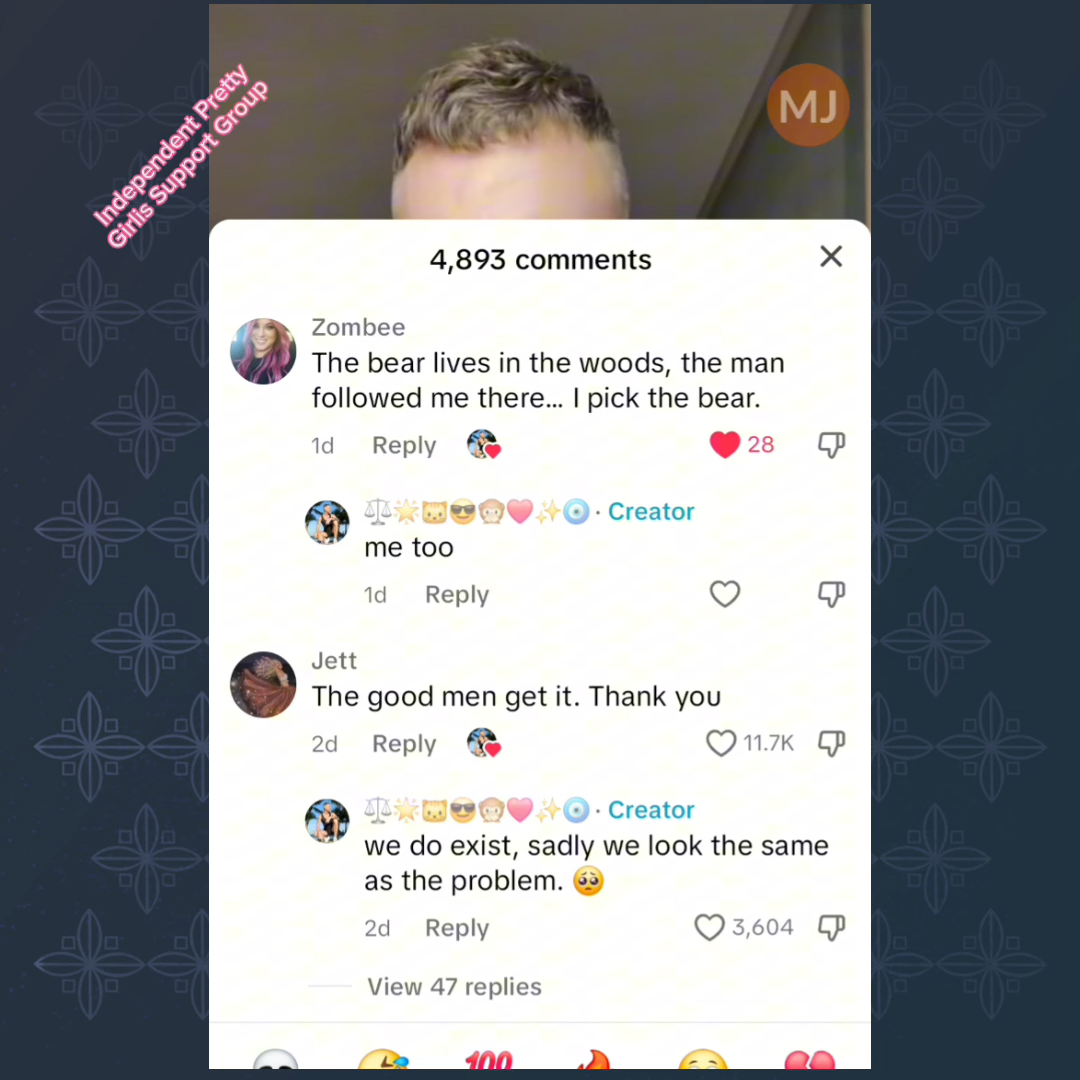 Independent Pretty
Girlis Support Group
MJ
4,893 comments
Zombee
The bear lives in the woods, the man
followed me there... I pick the bear.
1d Reply 28
⚖️🌟🐱😎🙊💗✨🧿 · Creator
me too
1d Reply
Jett
The good men get it. Thank you
2d Reply 11.7K
⚖️🌟🐱😎🙊💗✨🧿 · Creator
we do exist, sadly we look the same
as the problem. 🥺
2d Reply 3,604
View 47 replies
💯